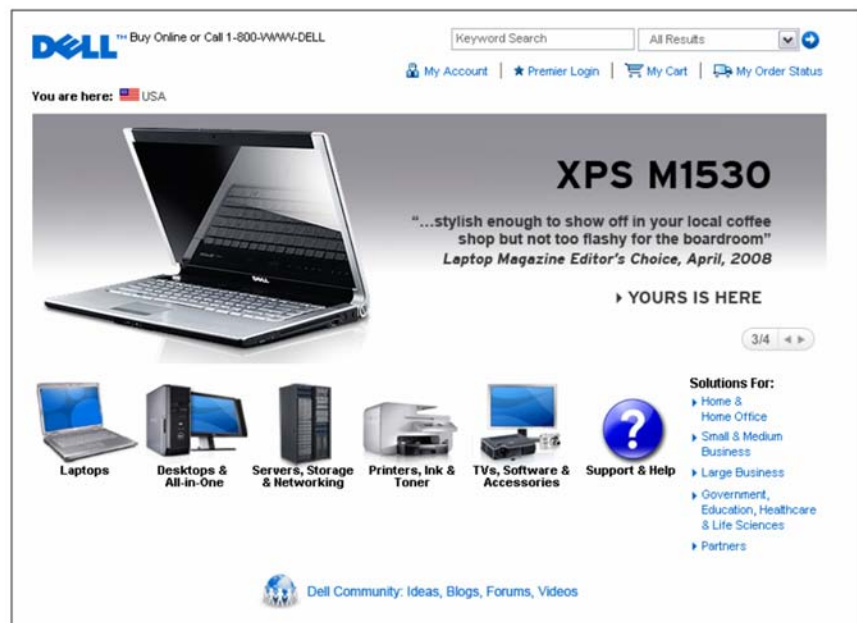 DELL™ Buy Online or Call 1-800-WWW-DELL
Keyword Search
All Results
My Account | Premier Login | My Cart | My Order Status
You are here: USA
XPS M1530
“...stylish enough to show off in your local coffee
shop but not too flashy for the boardroom”
Laptop Magazine Editor's Choice, April, 2008
YOURS IS HERE
3/4
Laptops
Desktops &
All-in-One
Servers, Storage
& Networking
Printers, Ink &
Toner
TVs, Software &
Accessories
Support & Help
Solutions For:
Home &
Home Office
Small & Medium
Business
Large Business
Government,
Education, Healthcare
& Life Sciences
Partners
Dell Community: Ideas, Blogs, Forums, Videos